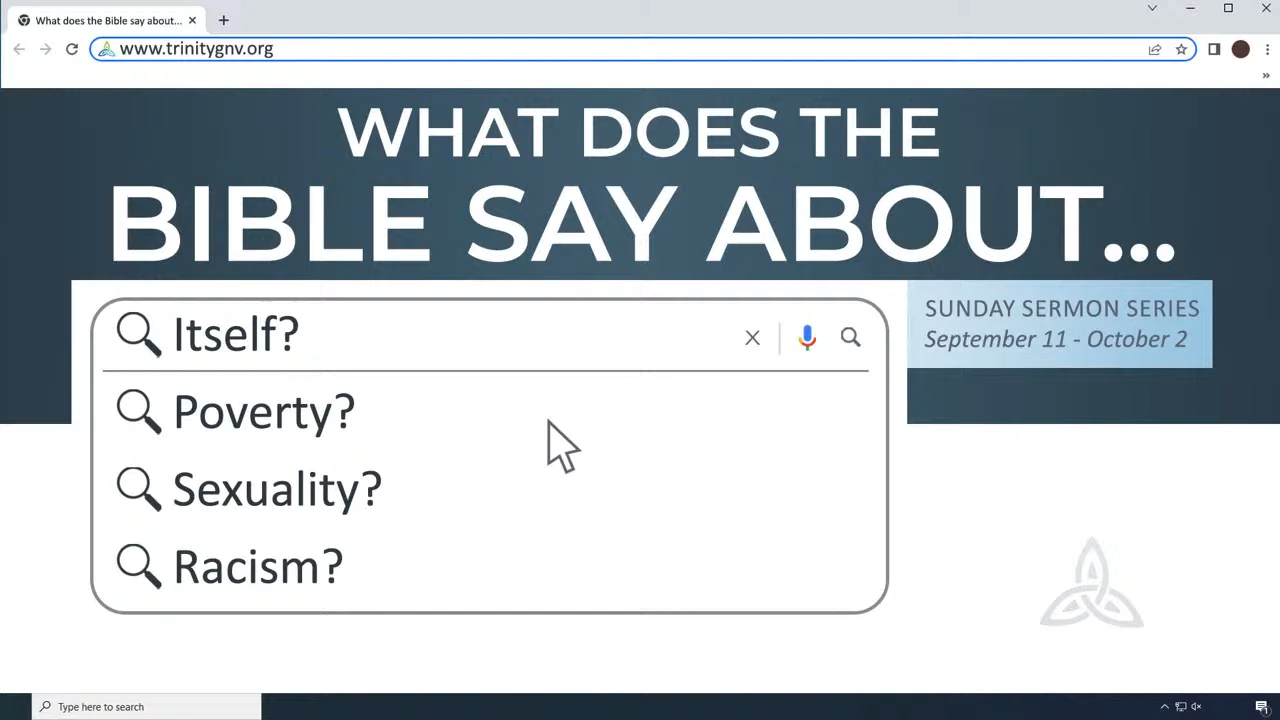 What does the Bible say about...
www.trinitygnv.org
WHAT DOES THE
BIBLE SAY ABOUT...
SUNDAY SERMON SERIES
September 11 - October 2
Itself?
Poverty?
Sexuality?
Racism?
Type here to search